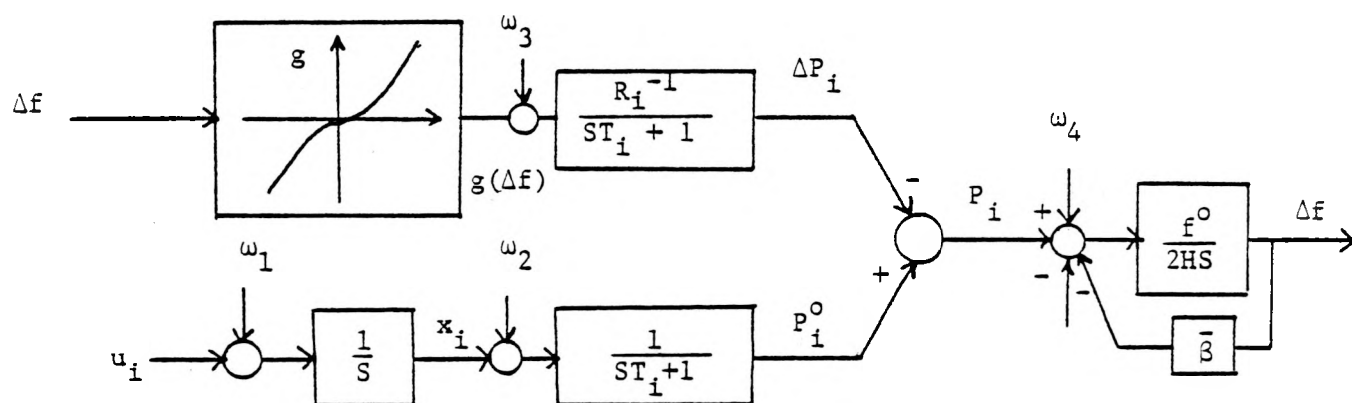 Δf
g
g(Δf)
ω3
Ri^-1
STi + 1
ΔPi
-
+
Pi
ω4
+
-
-
f^o
2HS
Δf
β̄
ω1
ui
1
S
xi
ω2
1
STi+1
Pi^o